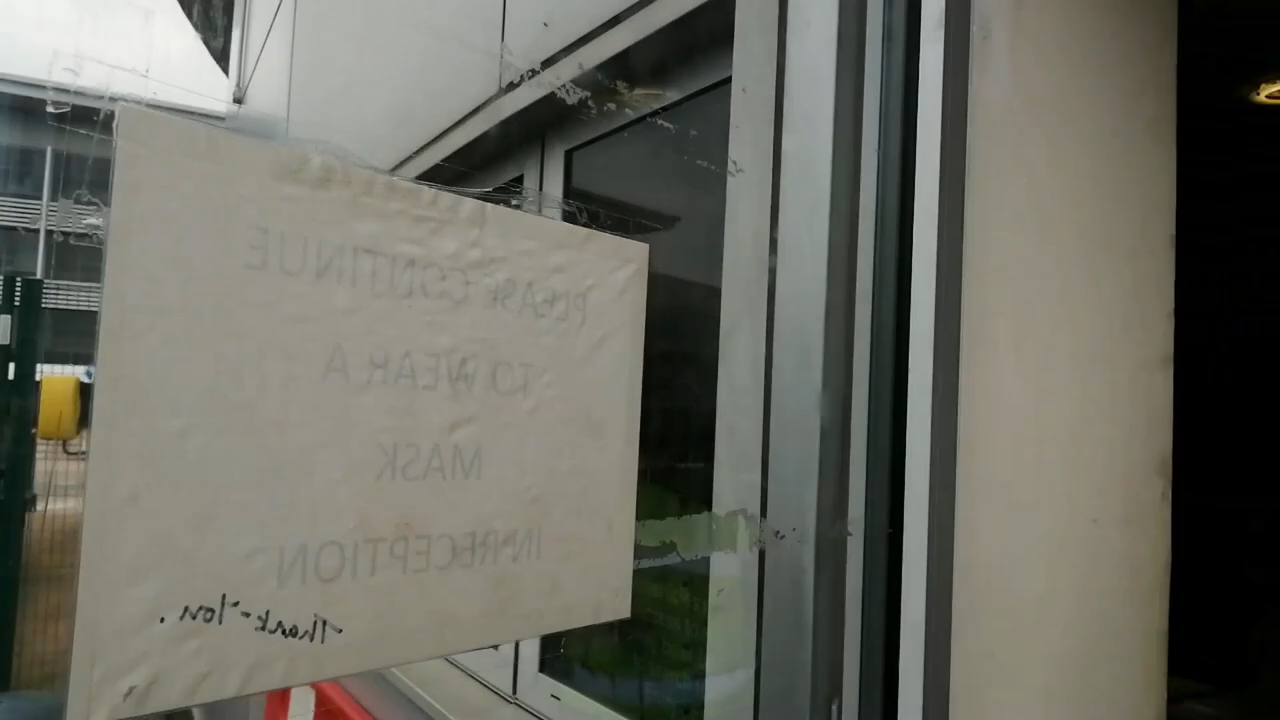 PLEASE CONTINUE
TO WEAR A
MASK
IN RECEPTION
Thank-You.